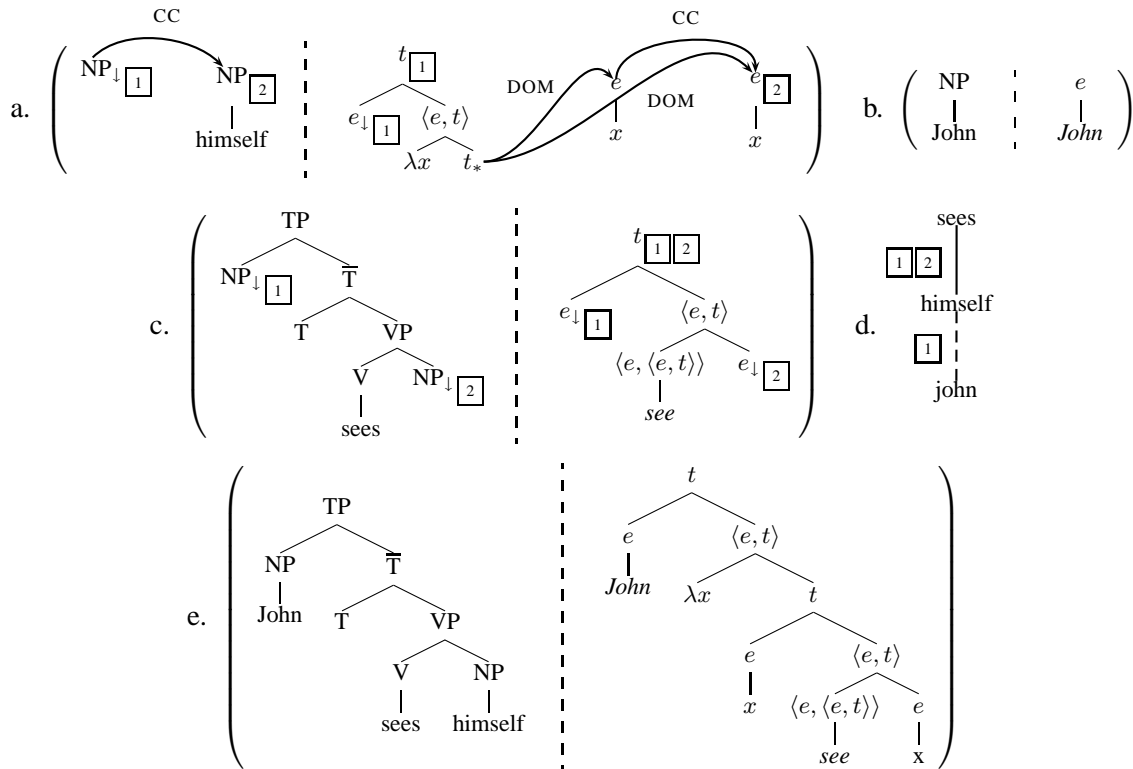 CC CC
a. NP↓ 1 NP 2 t 1 DOM e DOM e 2 b. NP e
himself e↓ 1 ⟨e, t⟩ x x John John
λx t*
c. TP t 1 2 d. sees
NP↓ 1 T̄ e↓ 1 ⟨e, t⟩ 1 2
T VP ⟨e, ⟨e, t⟩⟩ e↓ 2 himself
V NP↓ 2 see 1
sees john
e. TP t
NP T̄ e ⟨e, t⟩
John T VP John λx t
V NP e ⟨e, t⟩
sees himself x ⟨e, ⟨e, t⟩⟩ e
see x